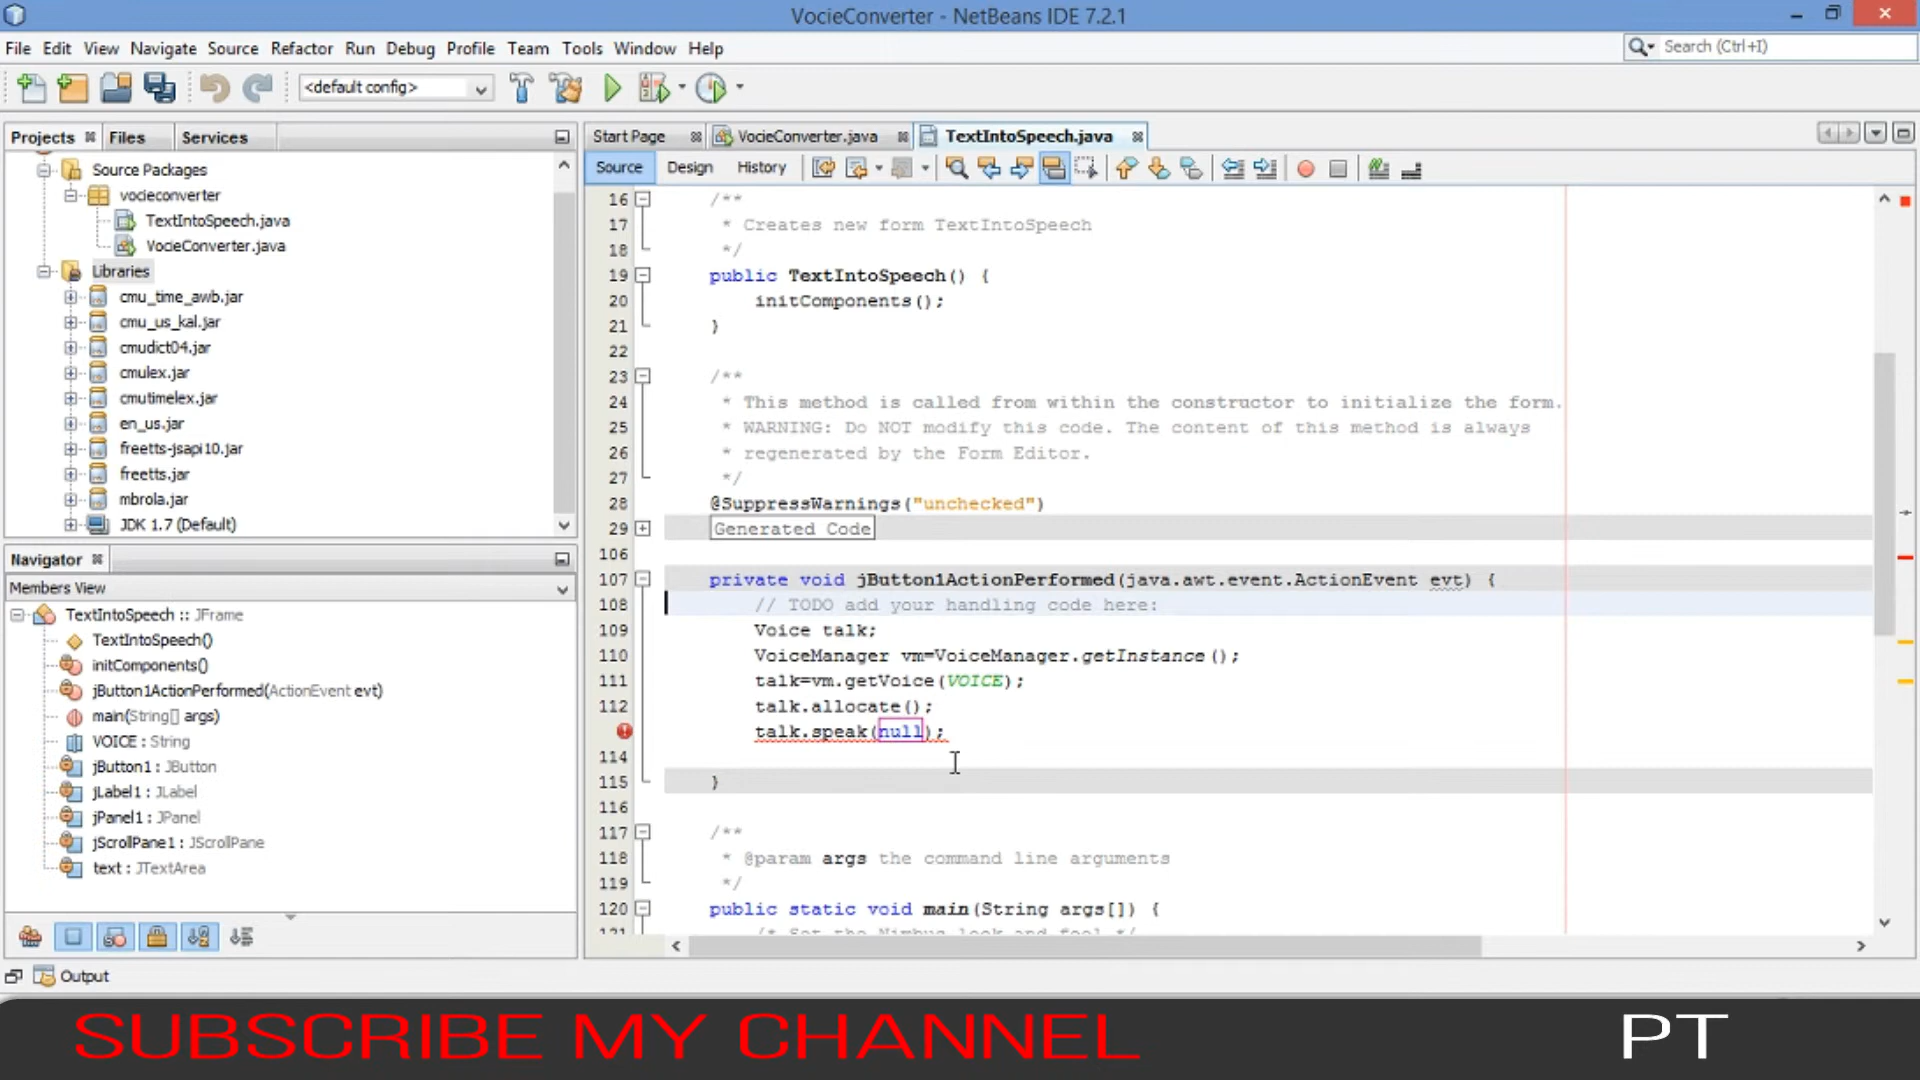 VocieConverter - NetBeans IDE 7.2.1
File Edit View Navigate Source Refactor Run Debug Profile Team Tools Window Help
Search (Ctrl+I)
<default config>
Projects Files Services
Source Packages
vocieconverter
TextIntoSpeech.java
VocieConverter.java
Libraries
cmu_time_awb.jar
cmu_us_kal.jar
cmudict04.jar
cmulex.jar
cmutimelex.jar
en_us.jar
freetts-jsapi10.jar
freetts.jar
mbrola.jar
JDK 1.7 (Default)
Navigator
Members View
TextIntoSpeech :: JFrame
TextIntoSpeech()
initComponents()
jButton1ActionPerformed(ActionEvent evt)
main(String[] args)
VOICE : String
jButton1 : JButton
jLabel1 : JLabel
jPanel1 : JPanel
jScrollPane1 : JScrollPane
text : JTextArea
Output
Start Page VocieConverter.java TextIntoSpeech.java
Source Design History
16 /**
17 * Creates new form TextIntoSpeech
18 */
19 public TextIntoSpeech() {
20 initComponents();
21 }
22
23 /**
24 * This method is called from within the constructor to initialize the form.
25 * WARNING: Do NOT modify this code. The content of this method is always
26 * regenerated by the Form Editor.
27 */
28 @SuppressWarnings("unchecked")
29 Generated Code
106
107 private void jButton1ActionPerformed(java.awt.event.ActionEvent evt) {
108 // TODO add your handling code here:
109 Voice talk;
110 VoiceManager vm=VoiceManager.getInstance();
111 talk=vm.getVoice(VOICE);
112 talk.allocate();
talk.speak(null);
114
115 }
116
117 /**
118 * @param args the command line arguments
119 */
120 public static void main(String args[]) {
121 /* Set the Nimbus look and feel */
SUBSCRIBE MY CHANNEL
PT